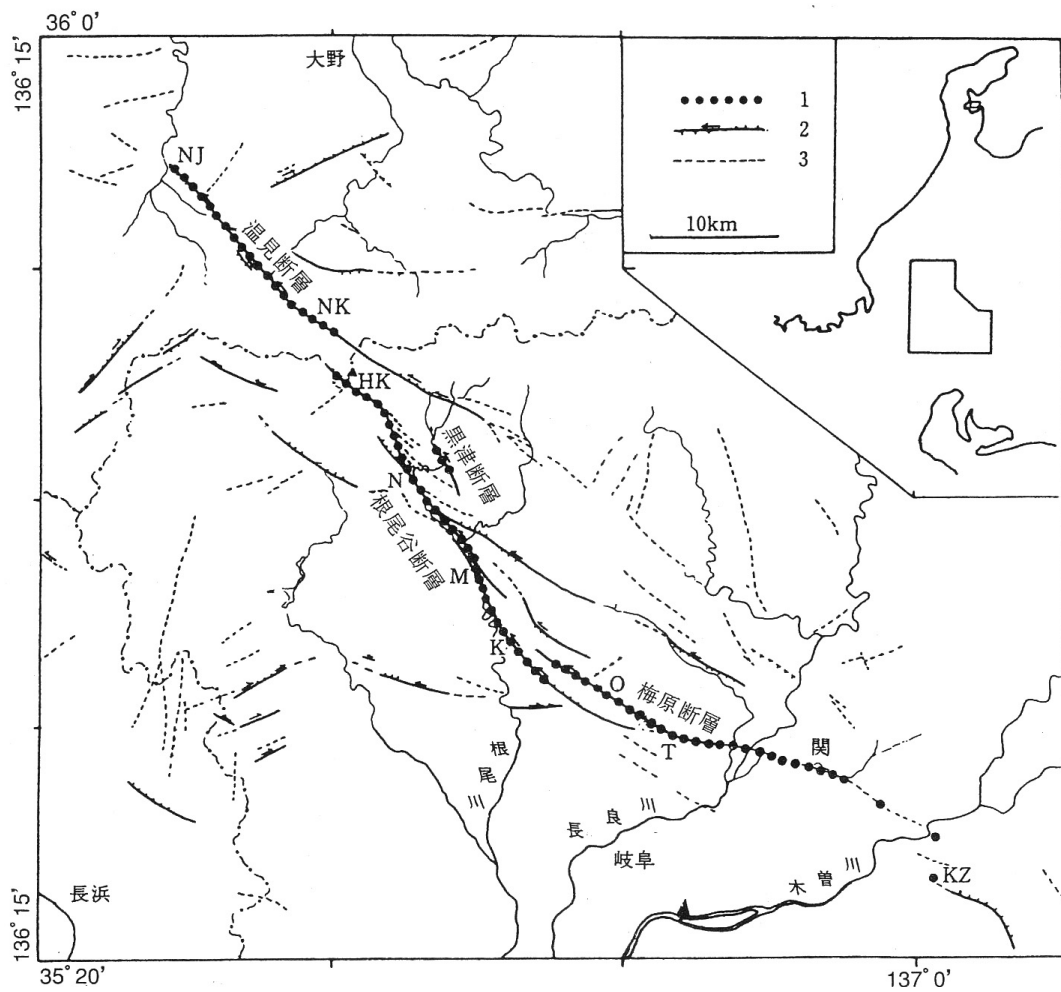 36° 0'
136° 15'
大野
1
2
3
10km
NJ
温見断層
NK
HK
黒津断層
N
根尾谷断層
M
K
O
梅原断層
T
関
根尾川
長良川
岐阜
木曽川
KZ
長浜
136° 15'
35° 20'
137° 0'